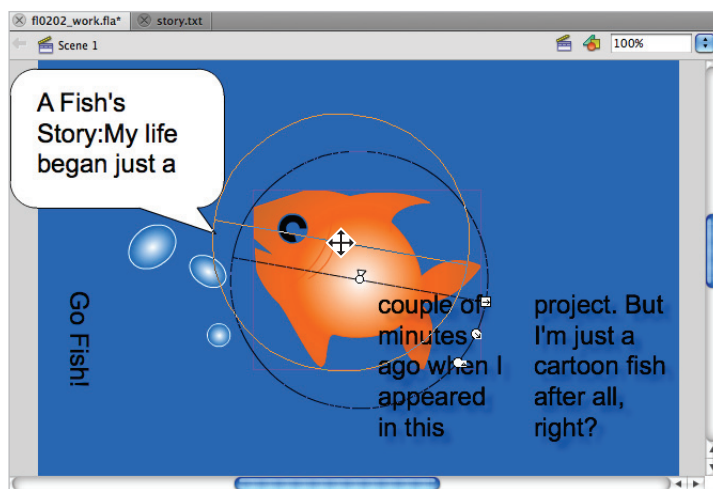 fl0202_work.fla*
story.txt
Scene 1
100%
A Fish's
Story:My life
began just a
couple of
minutes
ago when I
appeared
in this
project. But
I'm just a
cartoon fish
after all,
right?
Go Fish!